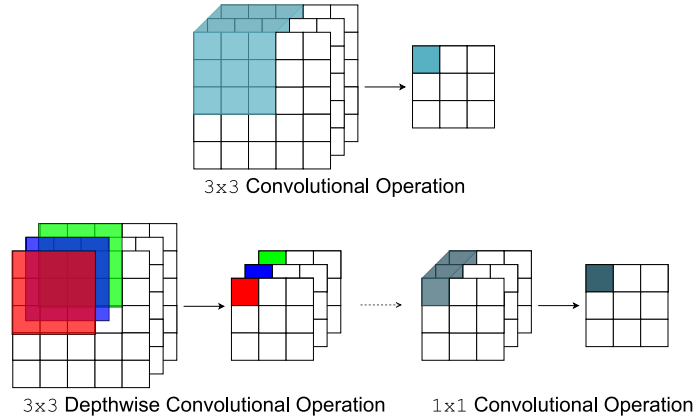 3x3 Convolutional Operation
3x3 Depthwise Convolutional Operation
1x1 Convolutional Operation